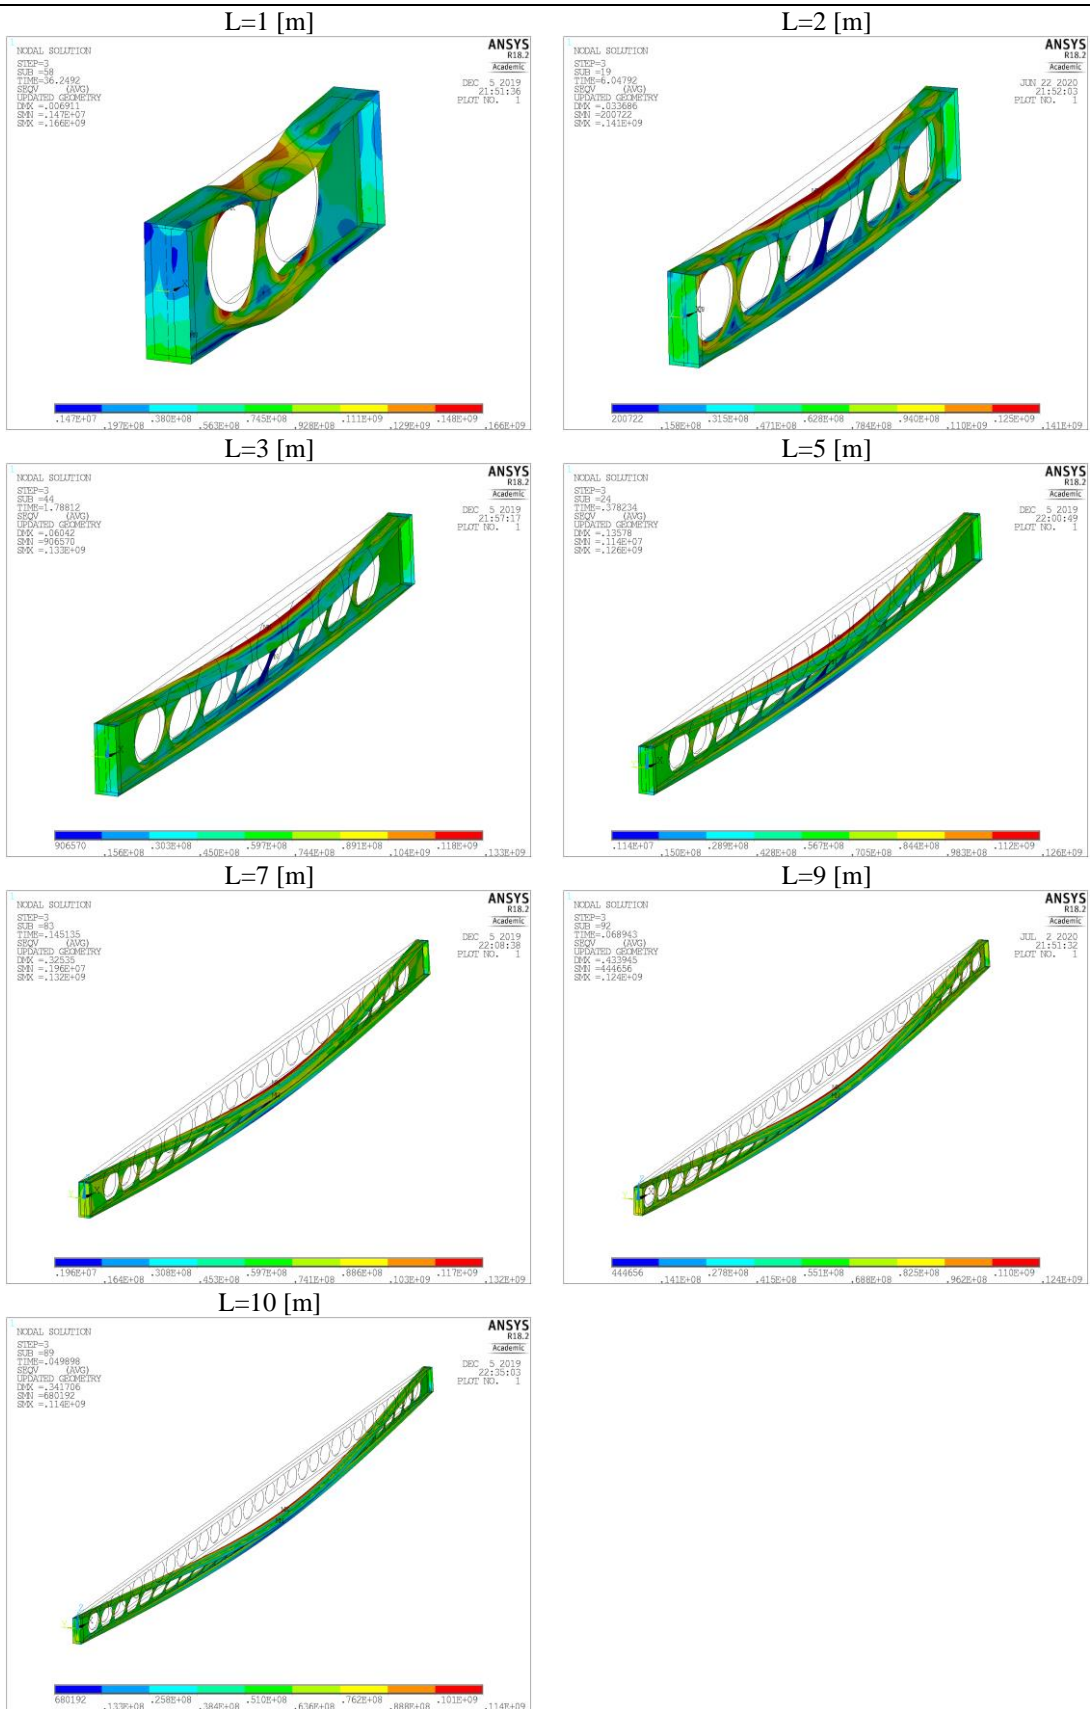 L=1 [m]
1
NODAL SOLUTION
STEP=3
SUB =58
TIME=36.2492
SEQV (AVG)
UPDATED GEOMETRY
DMX =.006911
SMN =.147E+07
SMX =.166E+09
ANSYS
R18.2
Academic
DEC 5 2019
21:51:36
PLOT NO. 1
X
.147E+07 .380E+08 .745E+08 .111E+09 .148E+09
.197E+08 .563E+08 .928E+08 .129E+09 .166E+09
L=2 [m]
NODAL SOLUTION
STEP=3
SUB =19
TIME=6.04792
SEQV (AVG)
UPDATED GEOMETRY
DMX =.033686
SMN =200722
SMX =.141E+09
ANSYS
R18.2
Academic
JUN 22 2020
21:52:03
PLOT NO. 1
200722 .315E+08 .628E+08 .940E+08 .125E+09
.158E+08 .471E+08 .784E+08 .110E+09 .141E+09
L=3 [m]
1
NODAL SOLUTION
STEP=3
SUB =44
TIME=1.78812
SEQV (AVG)
UPDATED GEOMETRY
DMX =.06042
SMN =906570
SMX =.133E+09
ANSYS
R18.2
Academic
DEC 5 2019
21:57:17
PLOT NO. 1
X
906570 .303E+08 .597E+08 .891E+08 .118E+09
.156E+08 .450E+08 .744E+08 .104E+09 .133E+09
L=5 [m]
1
NODAL SOLUTION
STEP=3
SUB =24
TIME=.378234
SEQV (AVG)
UPDATED GEOMETRY
DMX =.13578
SMN =.114E+07
SMX =.126E+09
ANSYS
R18.2
Academic
DEC 5 2019
22:00:49
PLOT NO. 1
.114E+07 .289E+08 .567E+08 .844E+08 .112E+09
.150E+08 .428E+08 .705E+08 .983E+08 .126E+09
L=7 [m]
1
NODAL SOLUTION
STEP=3
SUB =83
TIME=.145135
SEQV (AVG)
UPDATED GEOMETRY
DMX =.32535
SMN =.196E+07
SMX =.132E+09
ANSYS
R18.2
Academic
DEC 5 2019
22:08:38
PLOT NO. 1
.196E+07 .308E+08 .597E+08 .886E+08 .117E+09
.164E+08 .453E+08 .741E+08 .103E+09 .132E+09
L=9 [m]
1
NODAL SOLUTION
STEP=3
SUB =92
TIME=.068943
SEQV (AVG)
UPDATED GEOMETRY
DMX =.433945
SMN =444656
SMX =.124E+09
ANSYS
R18.2
Academic
JUL 2 2020
21:51:32
PLOT NO. 1
444656 .278E+08 .551E+08 .825E+08 .110E+09
.141E+08 .415E+08 .688E+08 .962E+08 .124E+09
L=10 [m]
1
NODAL SOLUTION
STEP=3
SUB =89
TIME=.049898
SEQV (AVG)
UPDATED GEOMETRY
DMX =.341706
SMN =680192
SMX =.114E+09
ANSYS
R18.2
Academic
DEC 5 2019
22:35:03
PLOT NO. 1
Z
680192 .258E+08 .510E+08 .762E+08 .101E+09
.133E+08 .384E+08 .636E+08 .888E+08 .114E+09